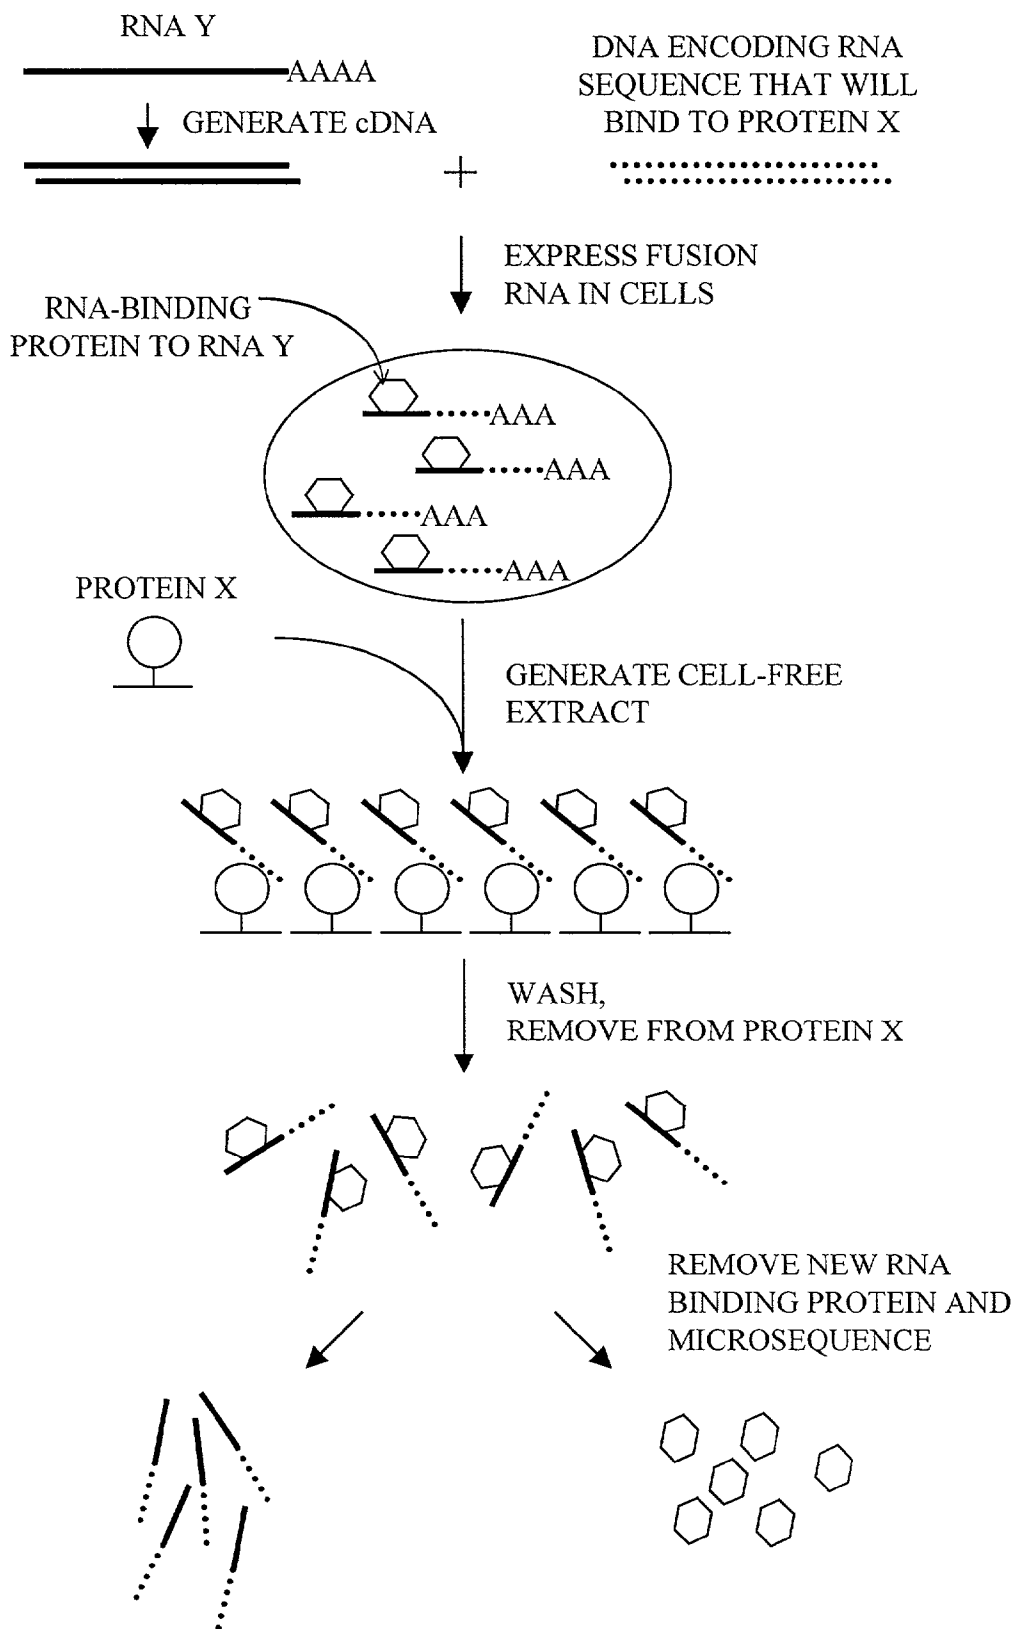 RNA Y
AAAA
GENERATE cDNA
DNA ENCODING RNA
SEQUENCE THAT WILL
BIND TO PROTEIN X
+
EXPRESS FUSION
RNA IN CELLS
RNA-BINDING
PROTEIN TO RNA Y
AAA
AAA
AAA
AAA
PROTEIN X
GENERATE CELL-FREE
EXTRACT
WASH,
REMOVE FROM PROTEIN X
REMOVE NEW RNA
BINDING PROTEIN AND
MICROSEQUENCE